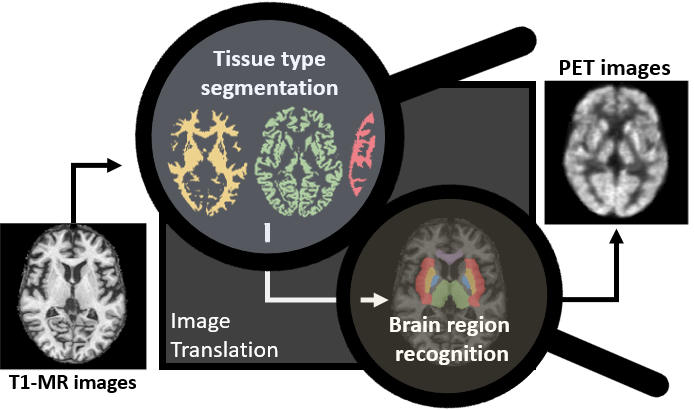 Tissue type
segmentation
PET images
Image
Translation
Brain region
recognition
T1-MR images